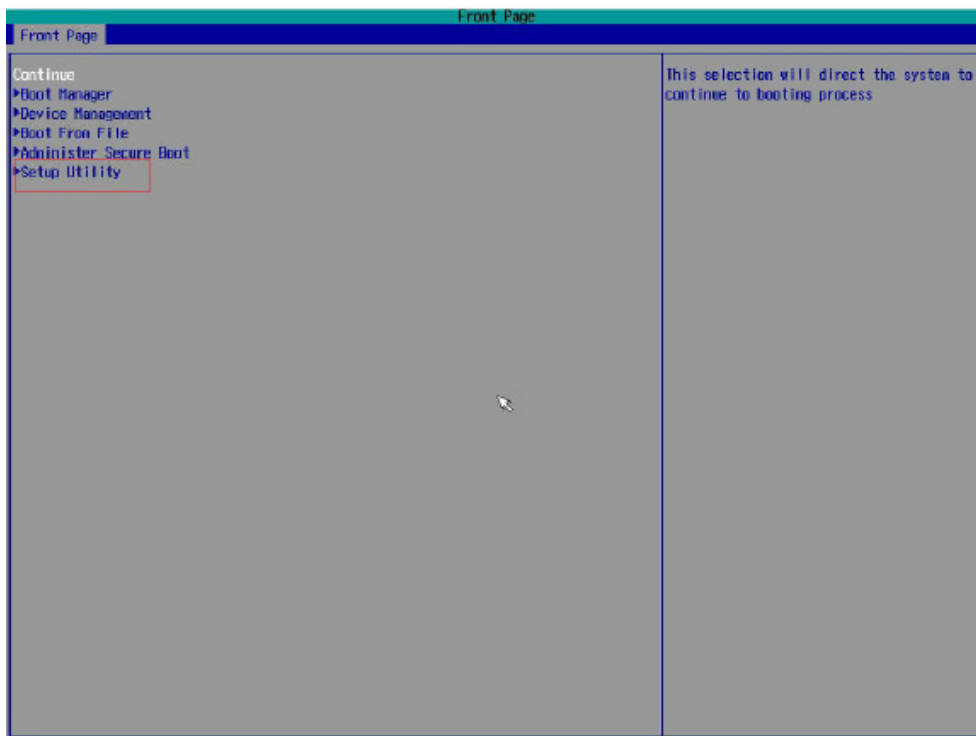 Front Page
Front Page
Continue
▶Boot Manager
▶Device Management
▶Boot From File
▶Administer Secure Boot
▶Setup Utility
This selection will direct the system to
continue to booting process